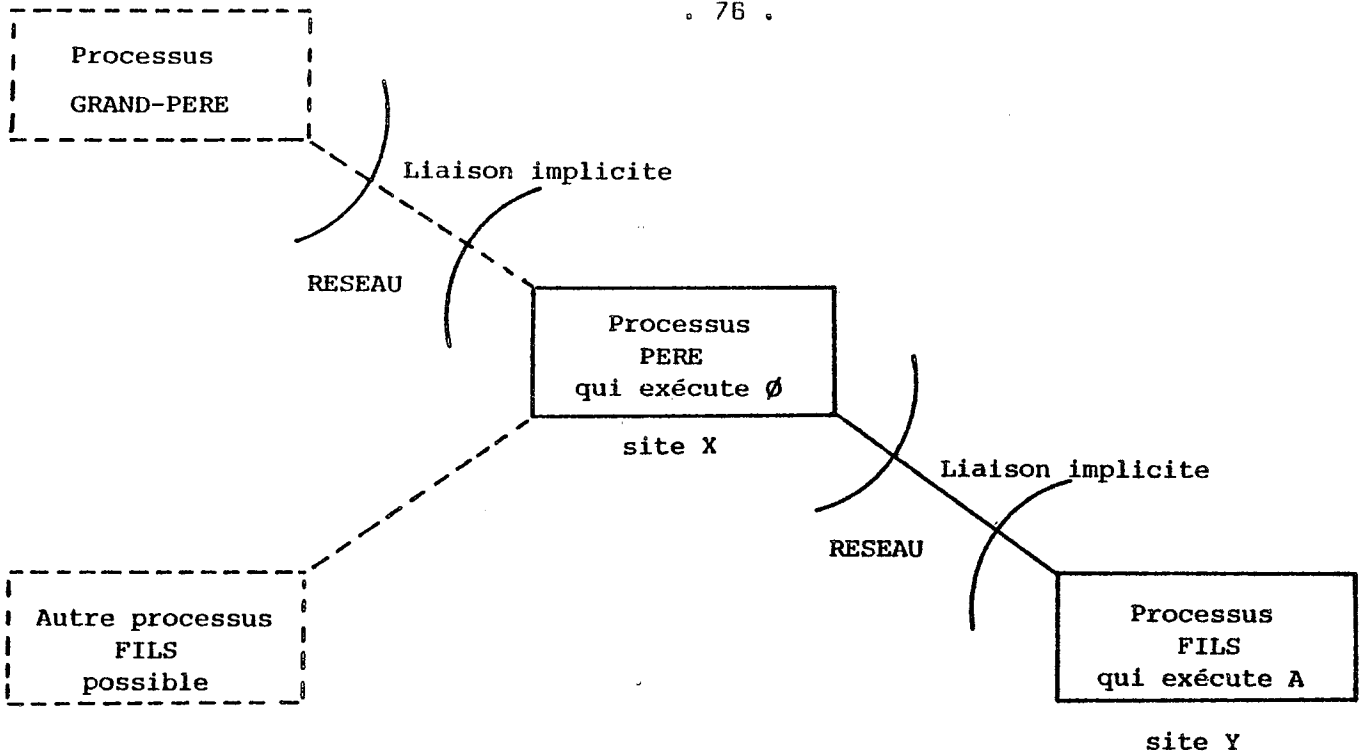 . 76 .
Processus
GRAND-PERE
Liaison implicite
RESEAU
Processus
PERE
qui exécute Ø
site X
Liaison implicite
RESEAU
Autre processus
FILS
possible
Processus
FILS
qui exécute A
site Y